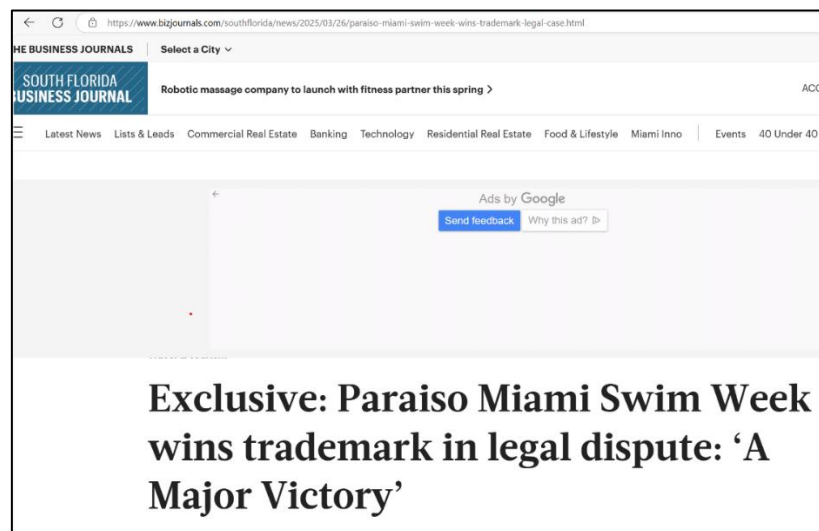 https://www.bizjournals.com/southflorida/news/2025/03/26/paraiso-miami-swim-week-wins-trademark-legal-case.html
HE BUSINESS JOURNALS Select a City
SOUTH FLORIDA
BUSINESS JOURNAL
Robotic massage company to launch with fitness partner this spring > ACC
Latest News Lists & Leads Commercial Real Estate Banking Technology Residential Real Estate Food & Lifestyle Miami Inno Events 40 Under 40
Ads by Google
Send feedback Why this ad?
Exclusive: Paraiso Miami Swim Week
wins trademark in legal dispute: ‘A
Major Victory’